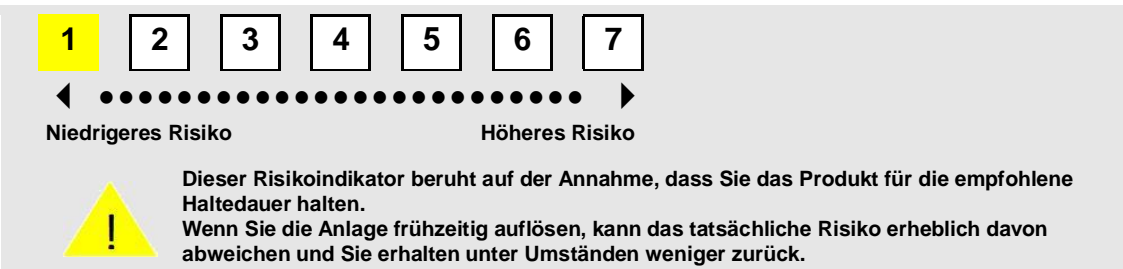 1 2 3 4 5 6 7
Niedrigeres Risiko Höheres Risiko
Dieser Risikoindikator beruht auf der Annahme, dass Sie das Produkt für die empfohlene
Haltedauer halten.
! Wenn Sie die Anlage frühzeitig auflösen, kann das tatsächliche Risiko erheblich davon
abweichen und Sie erhalten unter Umständen weniger zurück.